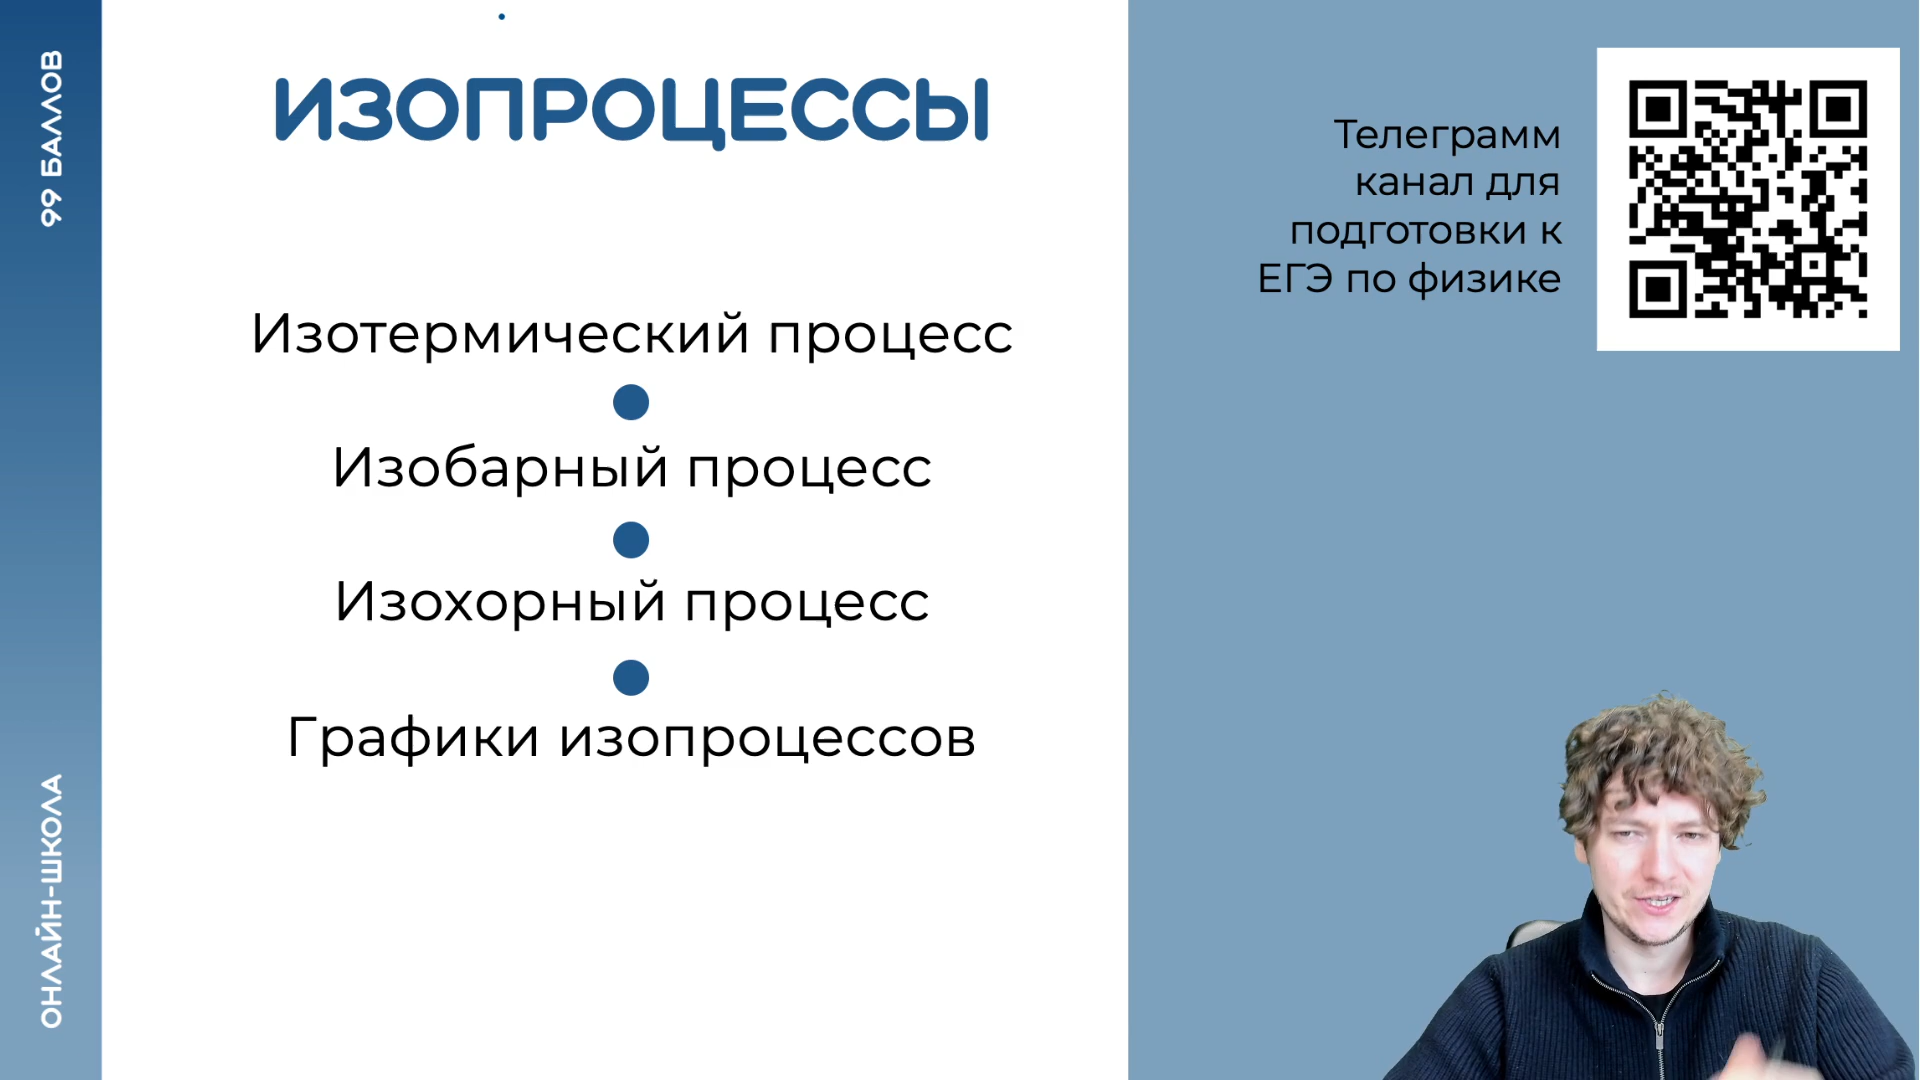 99 БАЛЛОВ
ОНЛАЙН-ШКОЛА
ИЗОПРОЦЕССЫ
Изотермический процесс
Изобарный процесс
Изохорный процесс
Графики изопроцессов
Телеграмм
канал для
подготовки к
ЕГЭ по физике